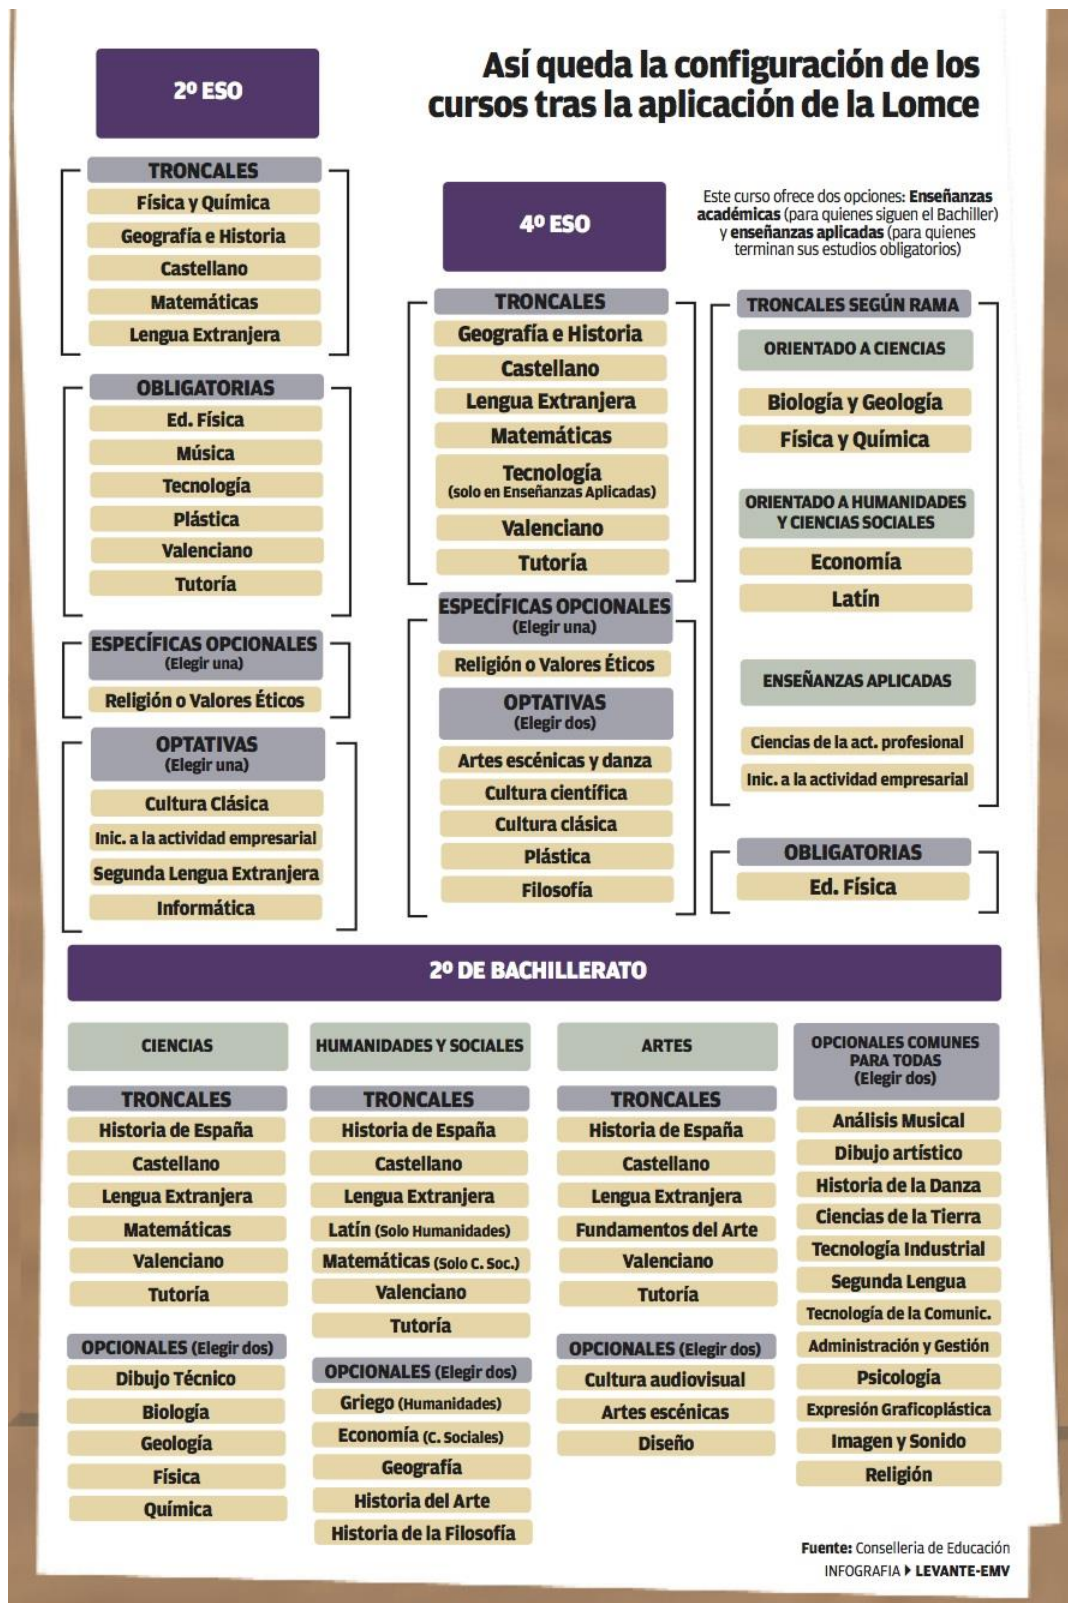 Así queda la configuración de los
cursos tras la aplicación de la Lomce
2º ESO
TRONCALES
Física y Química
Geografía e Historia
Castellano
Matemáticas
Lengua Extranjera
OBLIGATORIAS
Ed. Física
Música
Tecnología
Plástica
Valenciano
Tutoría
ESPECÍFICAS OPCIONALES
(Elegir una)
Religión o Valores Éticos
OPTATIVAS
(Elegir una)
Cultura Clásica
Inic. a la actividad empresarial
Segunda Lengua Extranjera
Informática
4º ESO
Este curso ofrece dos opciones: Enseñanzas
académicas (para quienes siguen el Bachiller)
y enseñanzas aplicadas (para quienes
terminan sus estudios obligatorios)
TRONCALES
Geografía e Historia
Castellano
Lengua Extranjera
Matemáticas
Tecnología
(solo en Enseñanzas Aplicadas)
Valenciano
Tutoría
ESPECÍFICAS OPCIONALES
(Elegir una)
Religión o Valores Éticos
OPTATIVAS
(Elegir dos)
Artes escénicas y danza
Cultura científica
Cultura clásica
Plástica
Filosofía
TRONCALES SEGÚN RAMA
ORIENTADO A CIENCIAS
Biología y Geología
Física y Química
ORIENTADO A HUMANIDADES
Y CIENCIAS SOCIALES
Economía
Latín
ENSEÑANZAS APLICADAS
Ciencias de la act. profesional
Inic. a la actividad empresarial
OBLIGATORIAS
Ed. Física
2º DE BACHILLERATO
CIENCIAS
TRONCALES
Historia de España
Castellano
Lengua Extranjera
Matemáticas
Valenciano
Tutoría
OPCIONALES (Elegir dos)
Dibujo Técnico
Biología
Geología
Física
Química
HUMANIDADES Y SOCIALES
TRONCALES
Historia de España
Castellano
Lengua Extranjera
Latín (Solo Humanidades)
Matemáticas (Solo C. Soc.)
Valenciano
Tutoría
OPCIONALES (Elegir dos)
Griego (Humanidades)
Economía (C. Sociales)
Geografía
Historia del Arte
Historia de la Filosofía
ARTES
TRONCALES
Historia de España
Castellano
Lengua Extranjera
Fundamentos del Arte
Valenciano
Tutoría
OPCIONALES (Elegir dos)
Cultura audiovisual
Artes escénicas
Diseño
OPCIONALES COMUNES
PARA TODAS
(Elegir dos)
Análisis Musical
Dibujo artístico
Historia de la Danza
Ciencias de la Tierra
Tecnología Industrial
Segunda Lengua
Tecnología de la Comunic.
Administración y Gestión
Psicología
Expresión Graficoplástica
Imagen y Sonido
Religión
Fuente: Conselleria de Educación
INFOGRAFIA LEVANTE-EMV